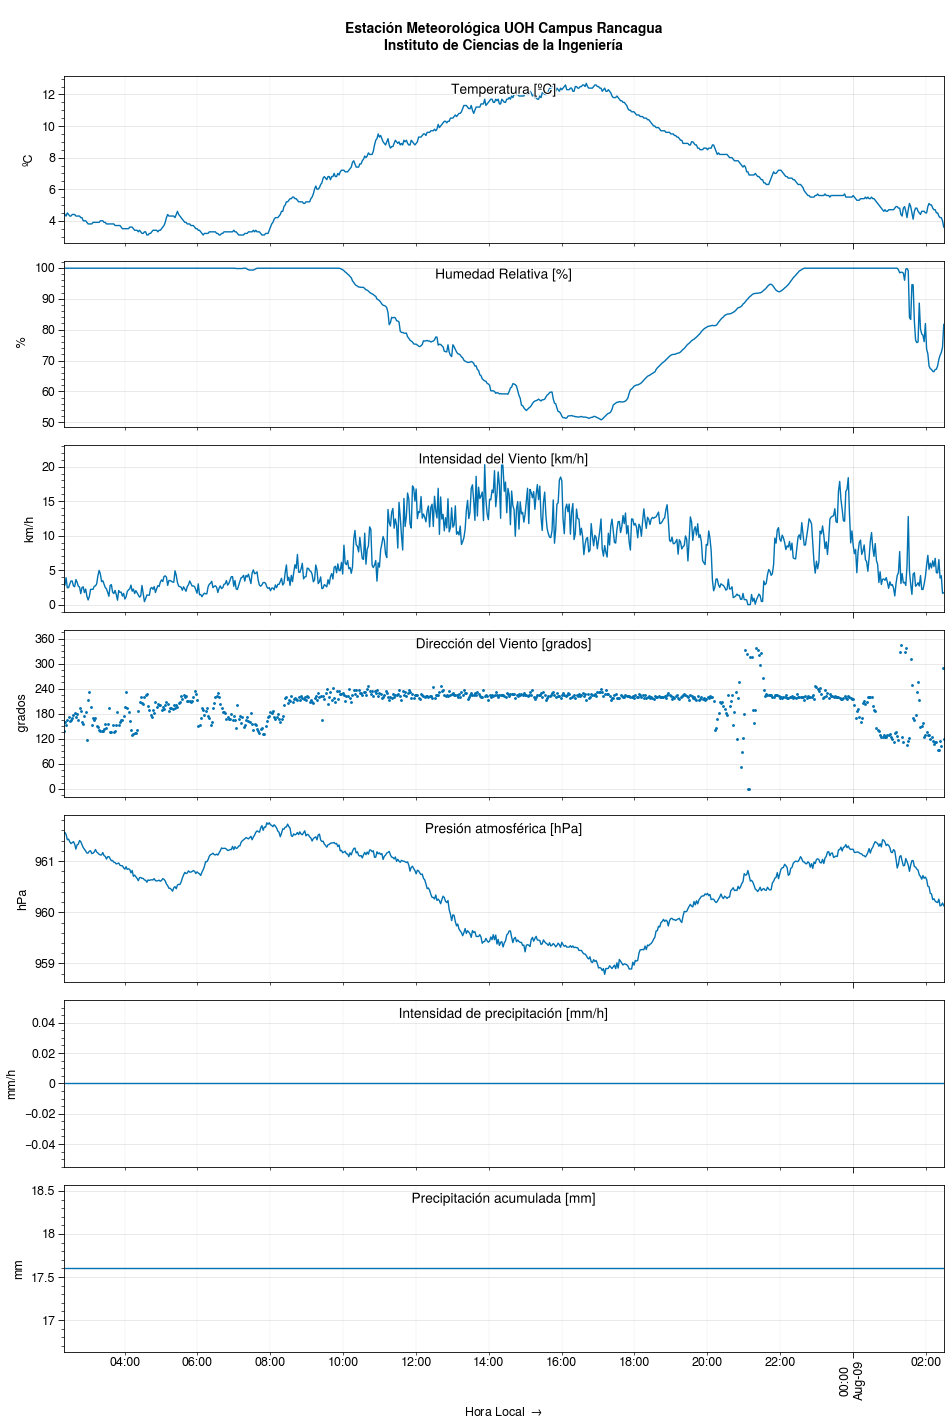 Estación Meteorológica UOH Campus Rancagua
Instituto de Ciencias de la Ingeniería
Temperatura [ºC]
12
10
8
6
4
ºC
Humedad Relativa [%]
100
90
80
70
60
50
%
Intensidad del Viento [km/h]
20
15
10
5
0
km/h
Dirección del Viento [grados]
360
300
240
180
120
60
0
grados
Presión atmosférica [hPa]
961
960
959
hPa
Intensidad de precipitación [mm/h]
0.04
0.02
0
−0.02
−0.04
mm/h
Precipitación acumulada [mm]
18.5
18
17.5
17
mm
04:00 06:00 08:00 10:00 12:00 14:00 16:00 18:00 20:00 22:00 00:00 02:00
Aug-09
Hora Local →